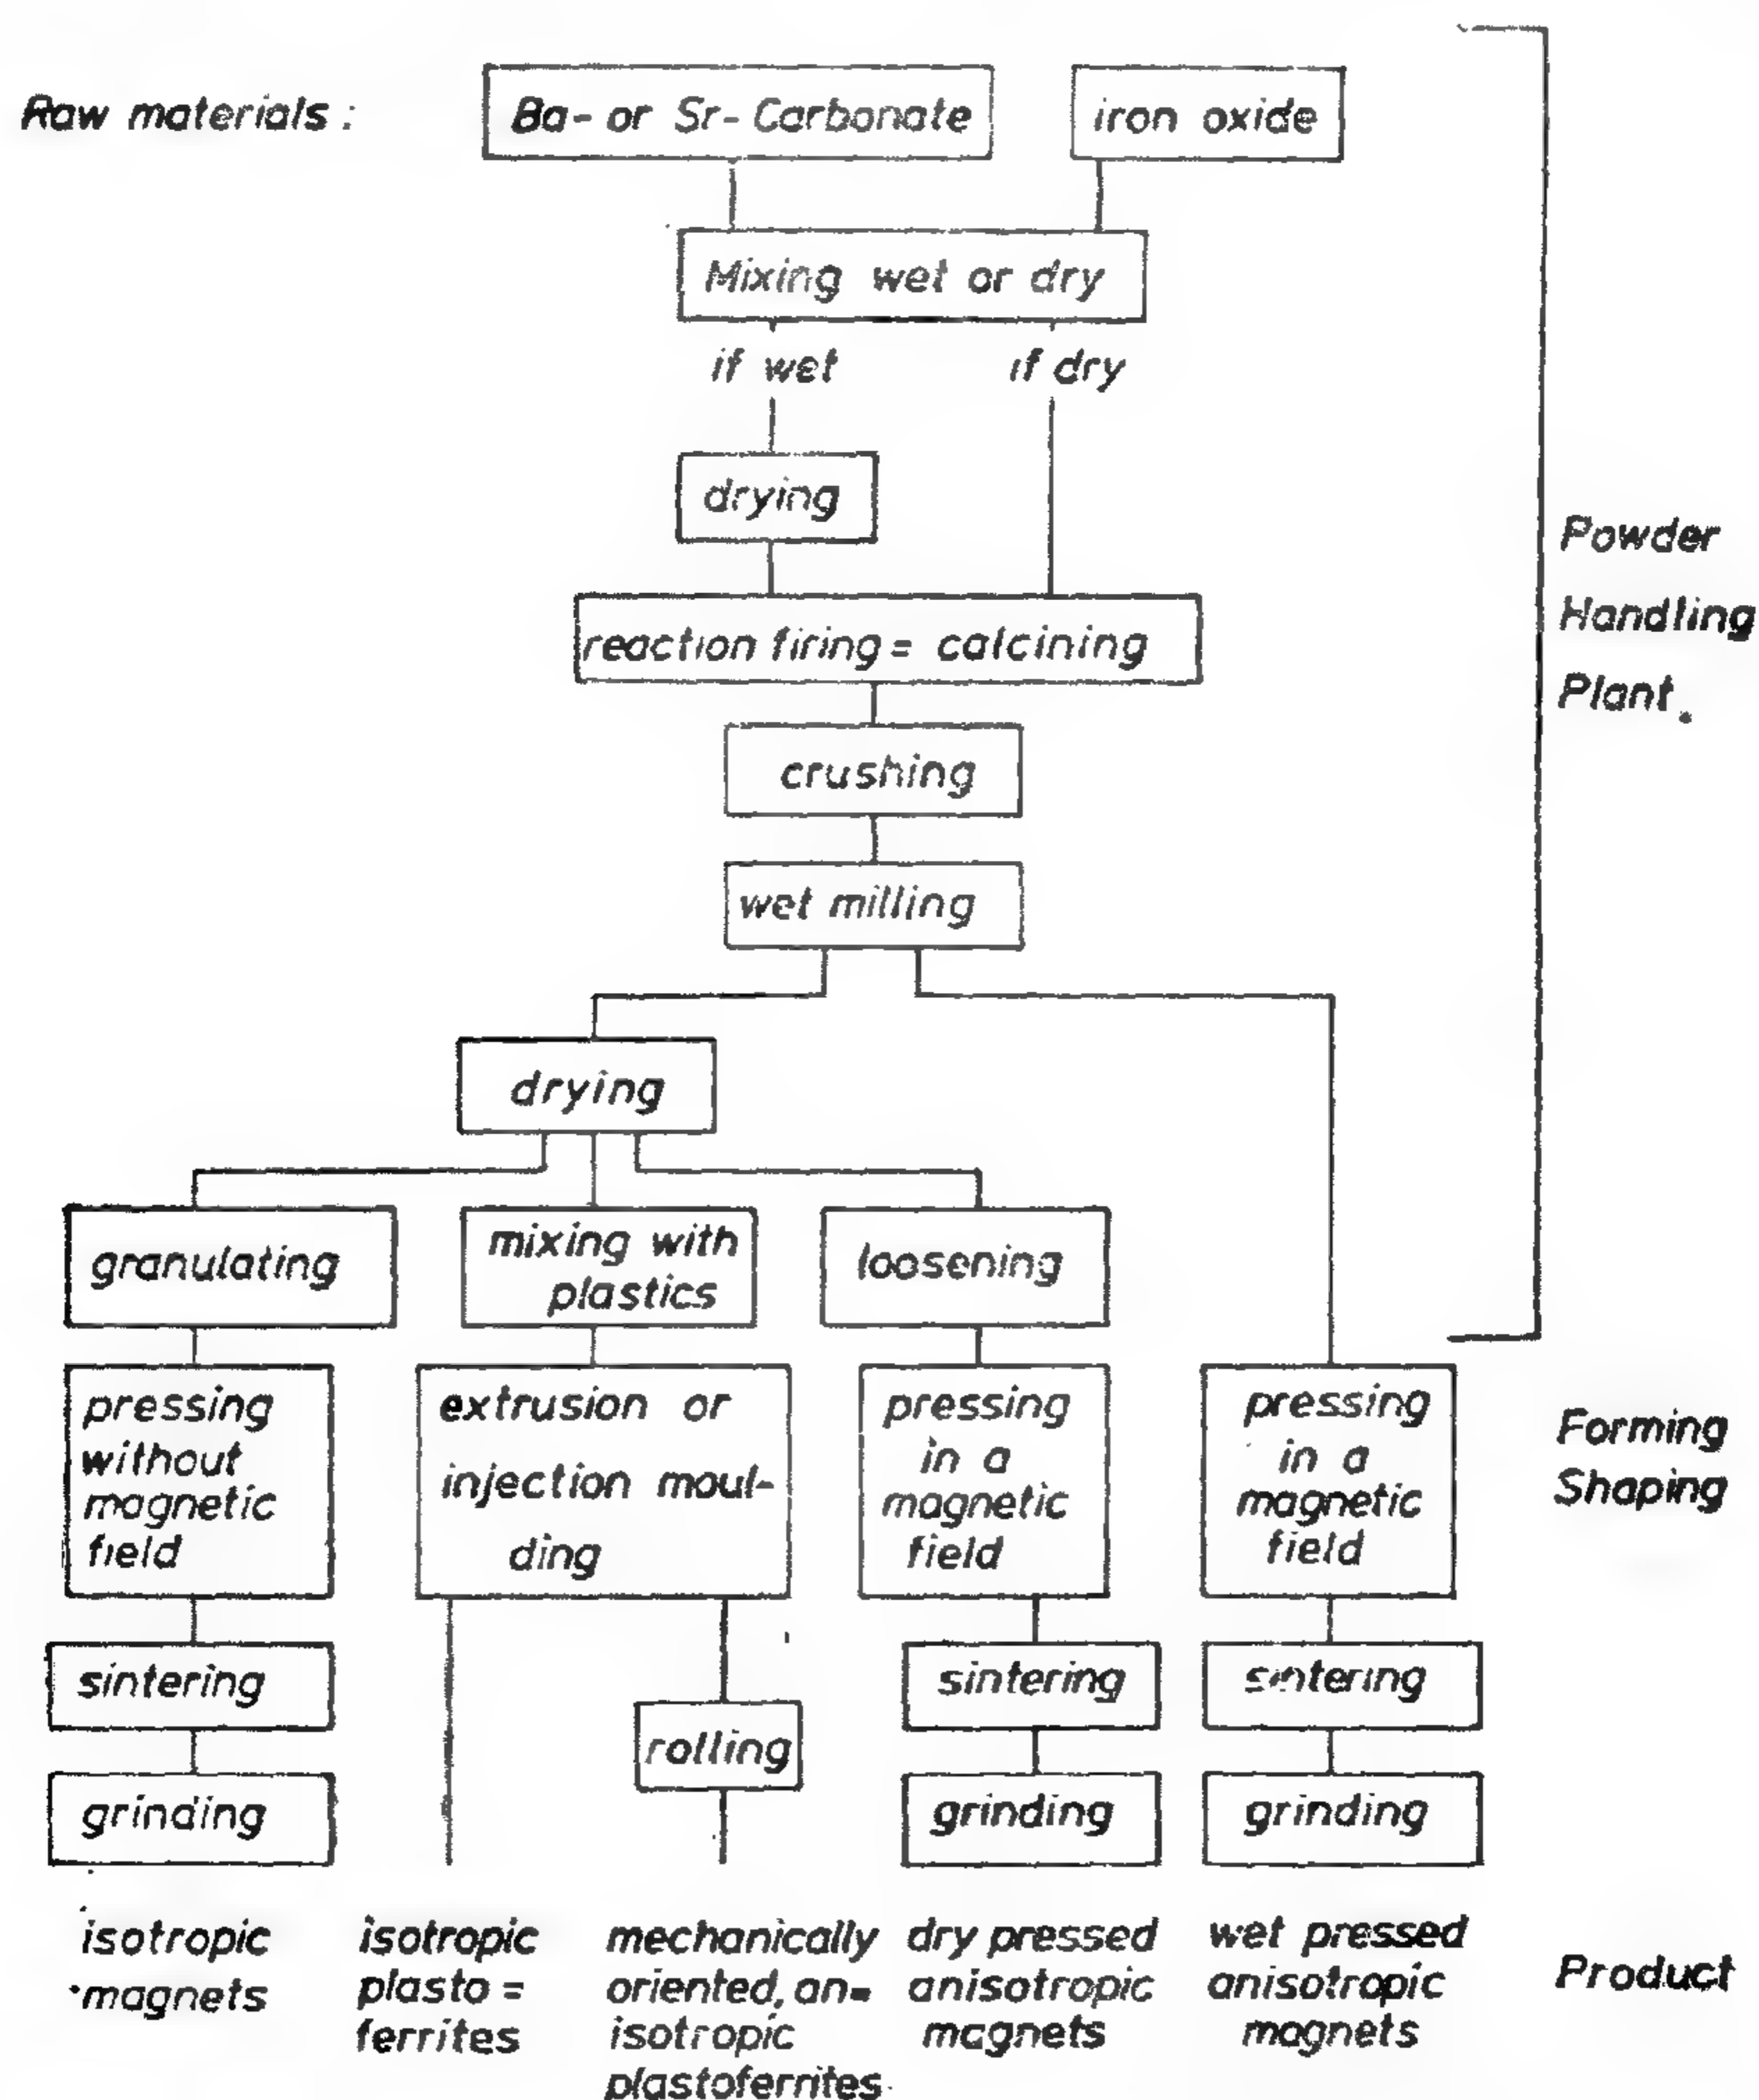 Raw materials :
Ba- or Sr- Carbonate
iron oxide
Mixing wet or dry
if wet
if dry
drying
reaction firing = calcining
crushing
wet milling
Powder
Handling
Plant.
drying
granulating
mixing with
plastics
loosening
pressing
without
magnetic
field
extrusion or
injection moul-
ding
pressing
in a
magnetic
field
pressing
in a
magnetic
field
Forming
Shaping
sintering
rolling
sintering
sintering
grinding
grinding
grinding
isotropic
magnets
isotropic
plasto =
ferrites
mechanically
oriented, an=
isotropic
plastoferrites
dry pressed
anisotropic
magnets
wet pressed
anisotropic
magnets
Product